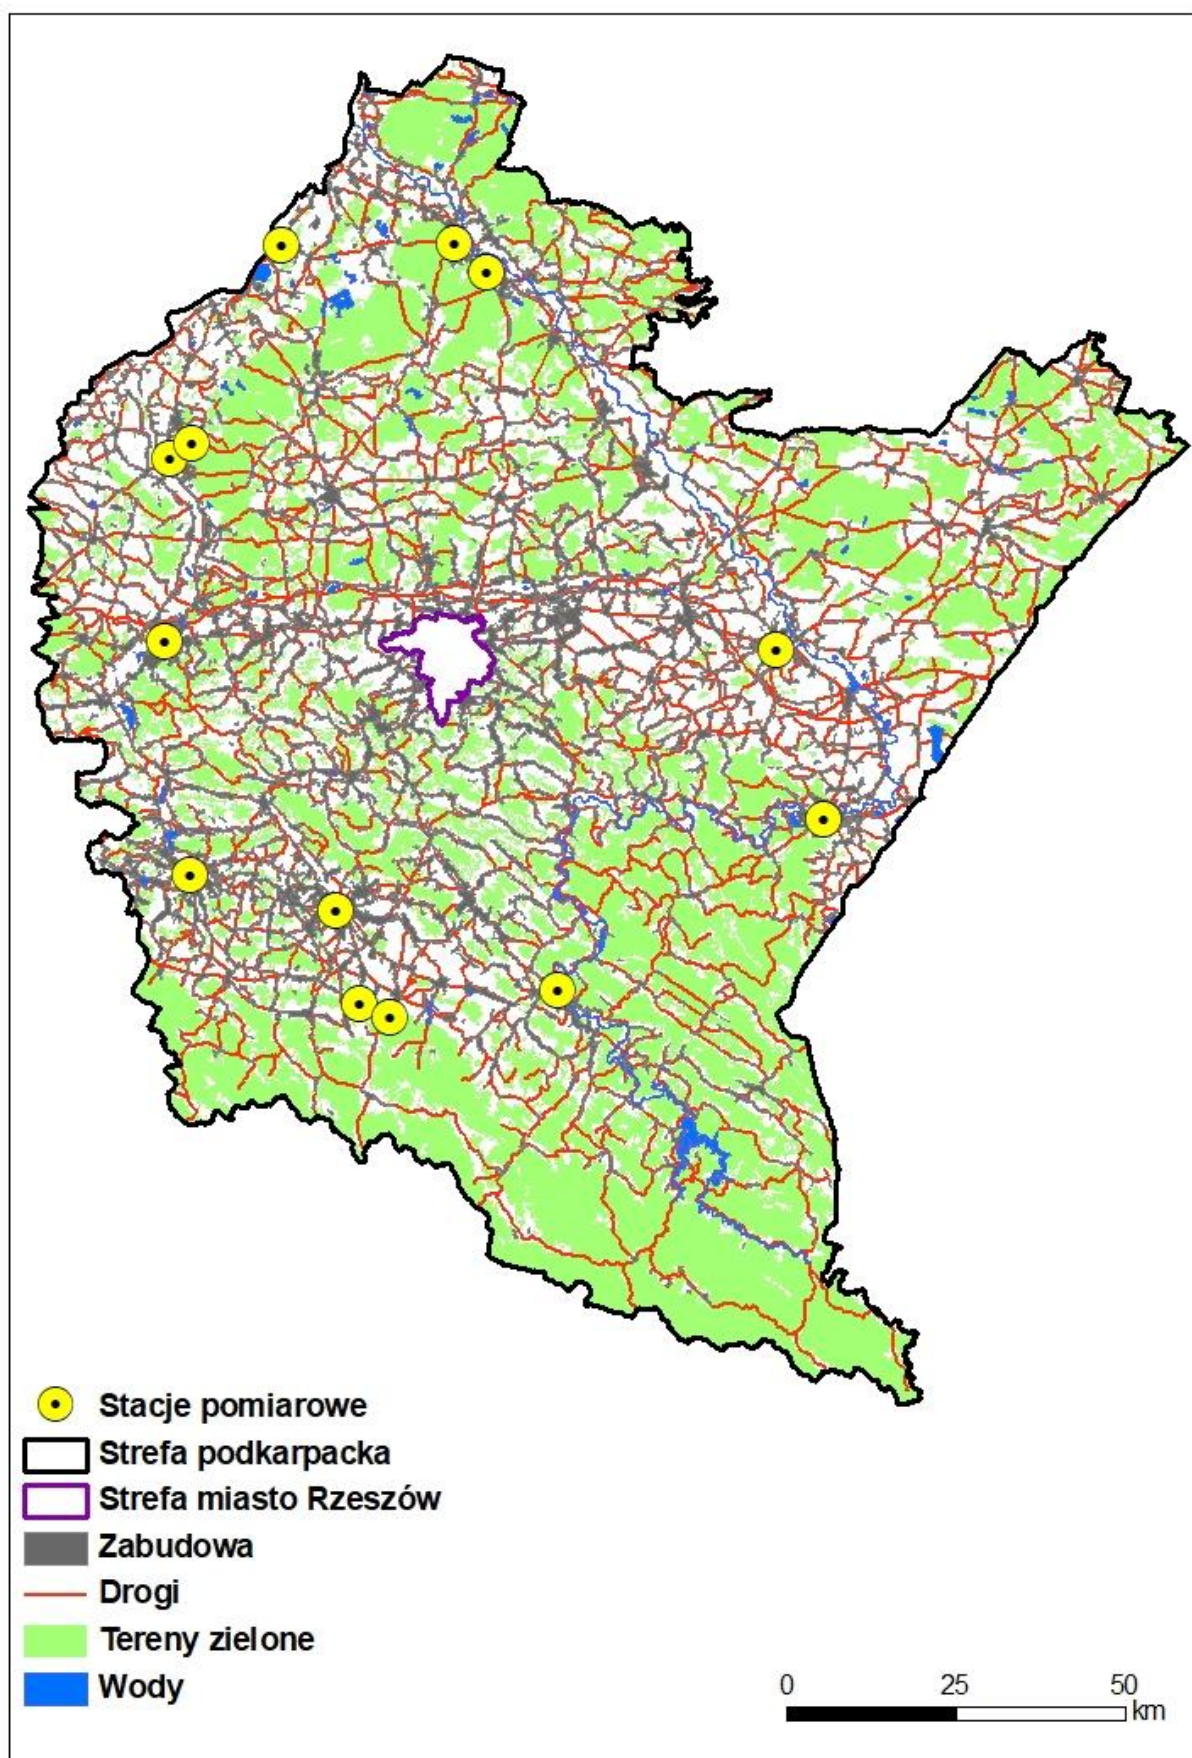 Stacje pomiarowe
Strefa podkarpacka
Strefa miasto Rzeszów
Zabudowa
Drogi
Tereny zielone
Wody
0 25 50
km